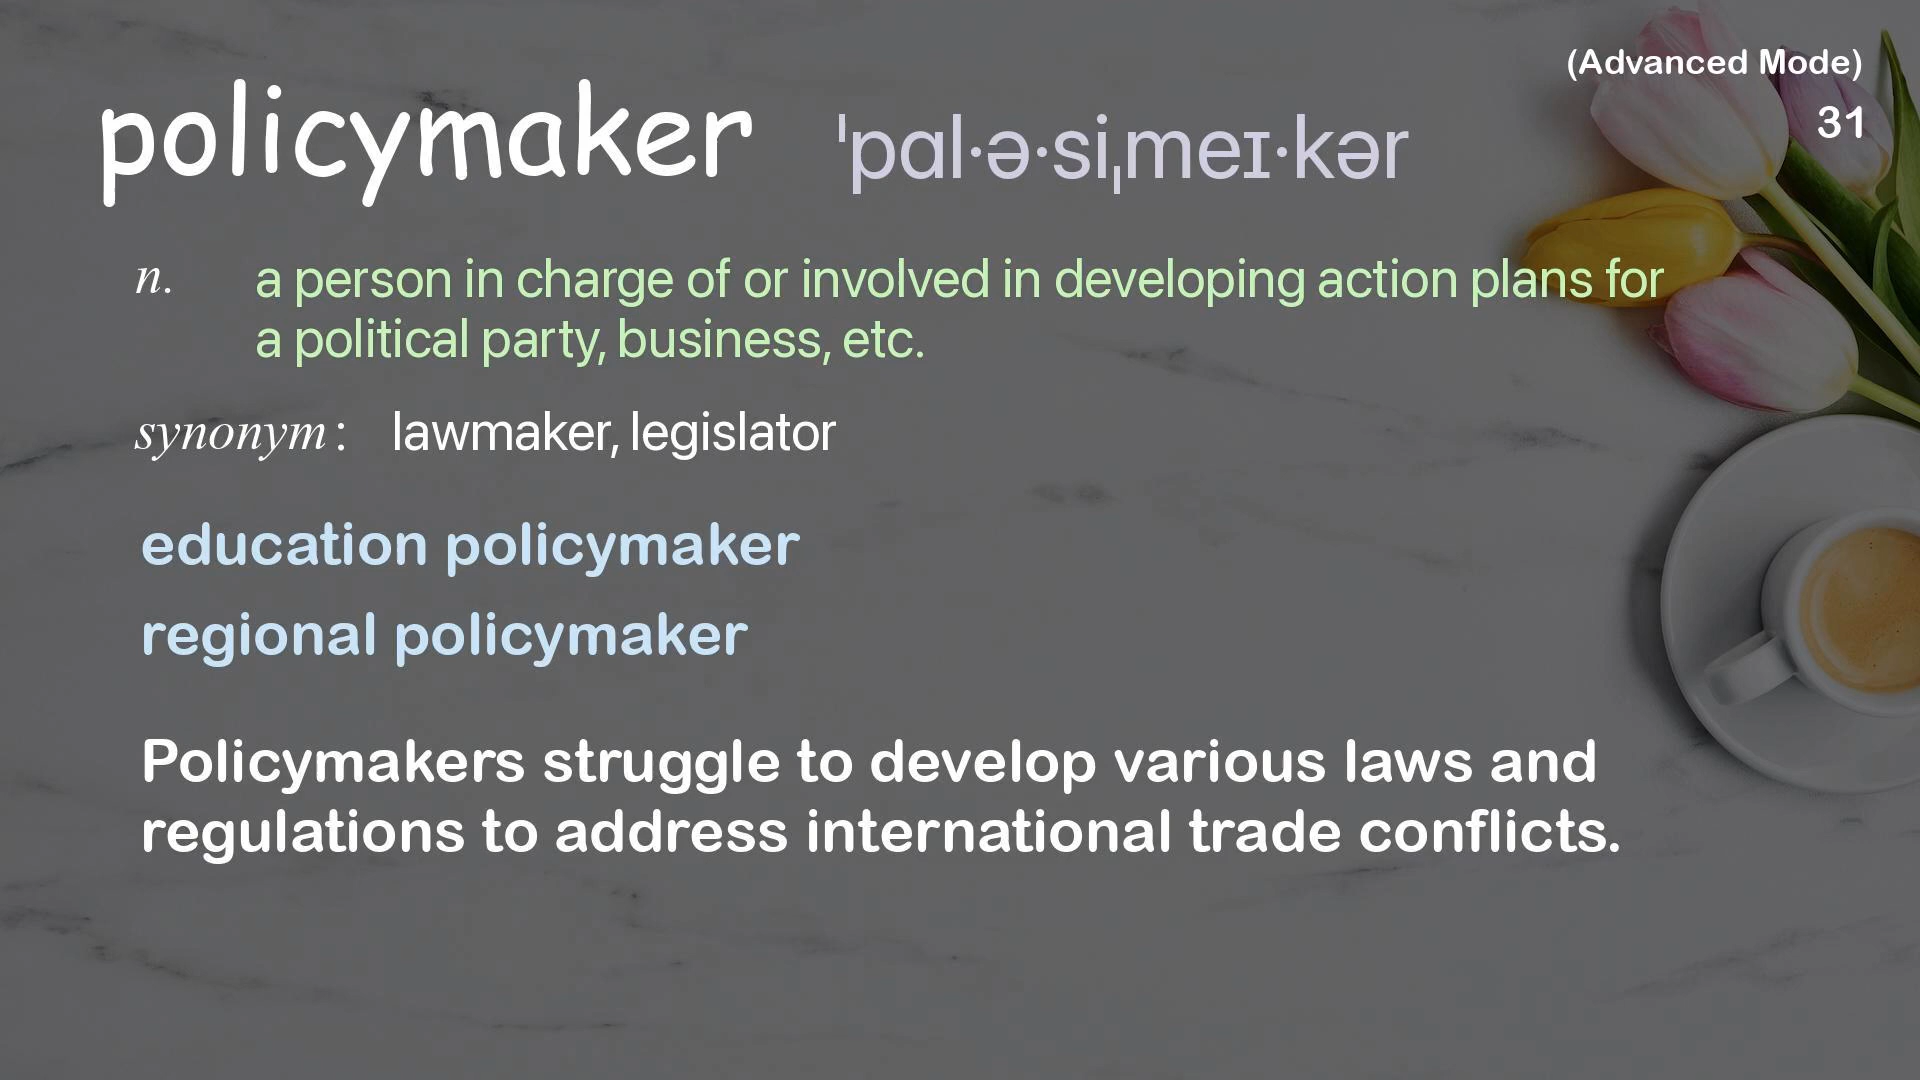 (Advanced Mode)
policymaker ˈpɑl·ə·siˌmeɪ·kər
31
n. a person in charge of or involved in developing action plans for
a political party, business, etc.
synonym: lawmaker, legislator
education policymaker
regional policymaker
Policymakers struggle to develop various laws and
regulations to address international trade conflicts.